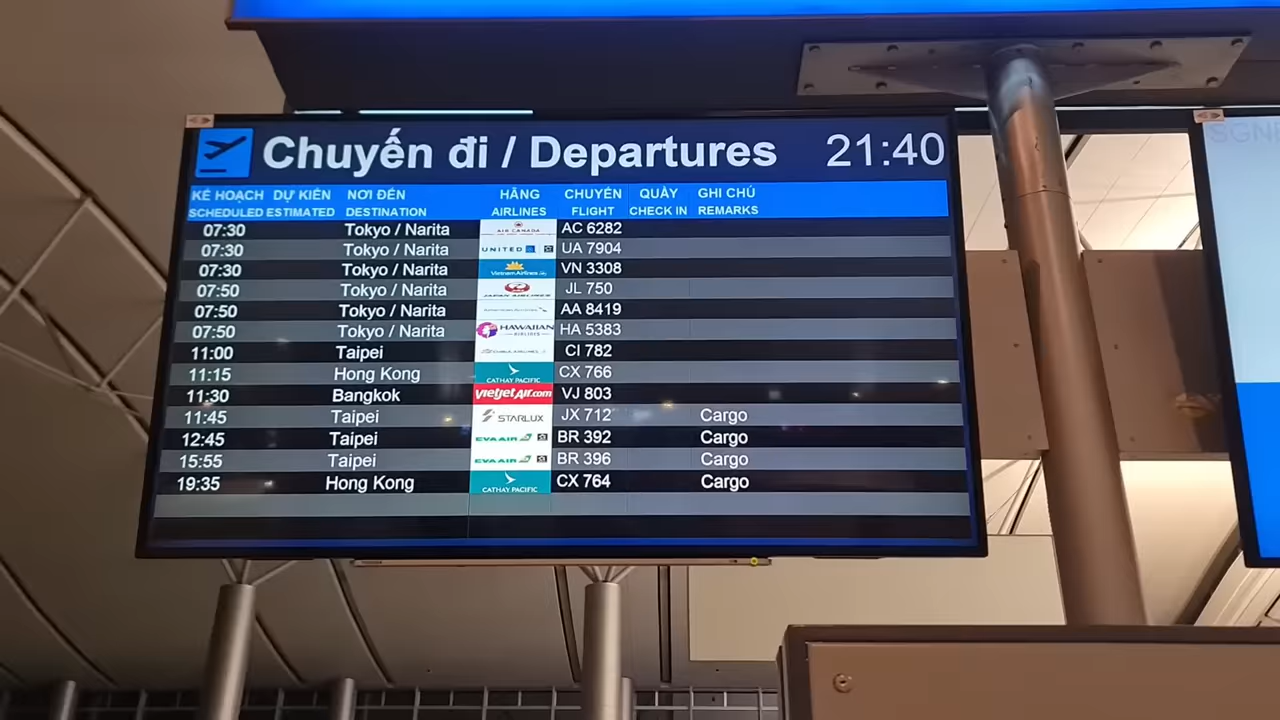 Chuyến đi / Departures 21:40
KẾ HOẠCH DỰ KIẾN NƠI ĐẾN HÃNG CHUYẾN QUẦY GHI CHÚ
SCHEDULED ESTIMATED DESTINATION AIRLINES FLIGHT CHECK IN REMARKS
07:30 Tokyo / Narita AIR CANADA AC 6282
07:30 Tokyo / Narita UNITED UA 7904
07:30 Tokyo / Narita Vietnam Airlines VN 3308
07:50 Tokyo / Narita JAPAN AIRLINES JL 750
07:50 Tokyo / Narita AA 8419
07:50 Tokyo / Narita HAWAIIAN AIRLINES HA 5383
11:00 Taipei CHINA AIRLINES CI 782
11:15 Hong Kong CATHAY PACIFIC CX 766
11:30 Bangkok vietjetAir.com VJ 803
11:45 Taipei STARLUX JX 712 Cargo
12:45 Taipei EVA AIR BR 392 Cargo
15:55 Taipei EVA AIR BR 396 Cargo
19:35 Hong Kong CATHAY PACIFIC CX 764 Cargo